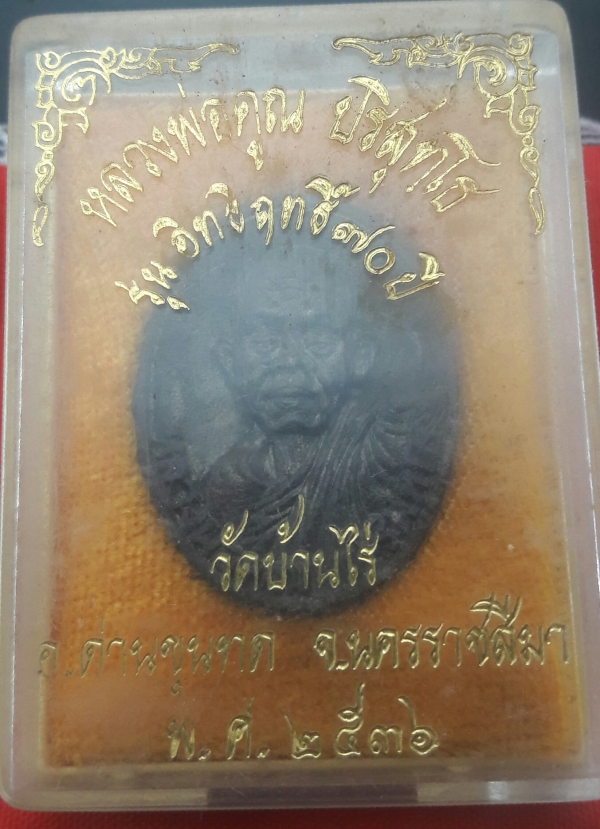 หลวงพ่อคูณ ปริสุทโธ
รุ่นอิทธิฤทธิ์๗๐ปี
วัดบ้านไร่
อ.ด่านขุนทด จ.นครราชสีมา
พ.ศ.๒๕๓๖